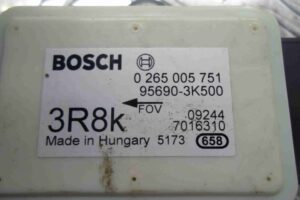 BOSCH 0 265 005 751
95690-3K500
FOV
3R8k 09244
7016310
Made in Hungary 5173 658